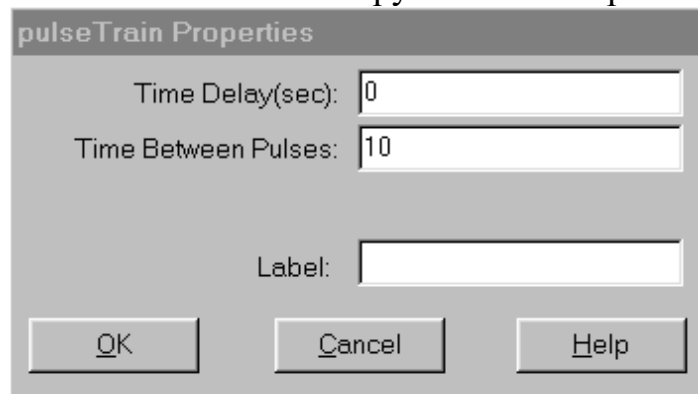 pulseTrain Properties
Time Delay(sec): 0
Time Between Pulses: 10
Label:
OK Cancel Help